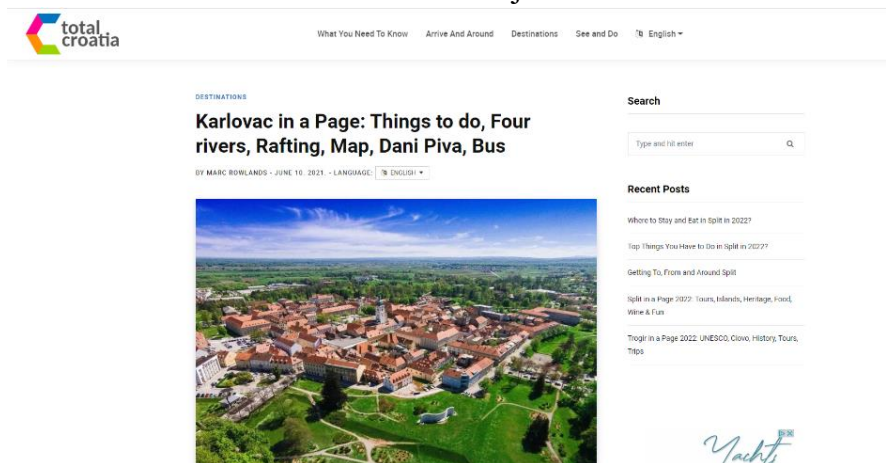 total
croatia
What You Need To Know Arrive And Around Destinations See and Do English
DESTINATIONS
Karlovac in a Page: Things to do, Four
rivers, Rafting, Map, Dani Piva, Bus
BY MARC ROWLANDS - JUNE 10. 2021. - LANGUAGE: ENGLISH
Search
Type and hit enter
Recent Posts
Where to Stay and Eat in Split in 2022?
Top Things You Have to Do in Split in 2022?
Getting To, From and Around Split
Split in a Page 2022: Tours, Islands, Heritage, Food,
Wine & Fun
Trogir in a Page 2022: UNESCO, Ciovo, History, Tours,
Trips
Yachts